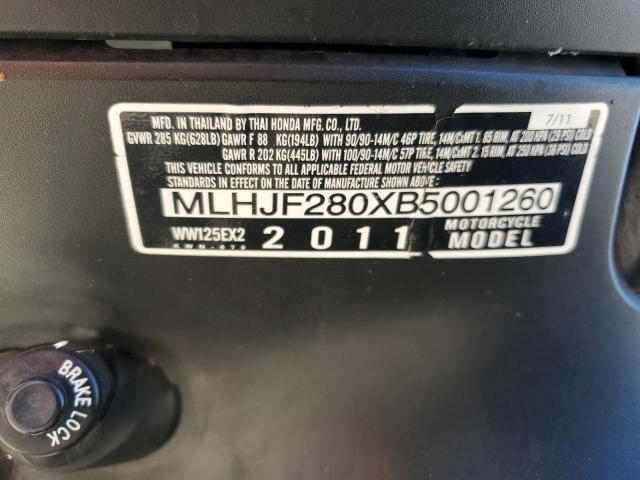 MFD. IN THAILAND BY THAI HONDA MFG. CO., LTD. 7/11
GVWR 285 KG(628LB) GAWR F 88 KG(194LB) WITH 90/90-14M/C 46P TIRE, 14M/CxMT 1. 85 RIM, AT 200 KPA (29 PSI) COLD
GAWR R 202 KG(445LB) WITH 100/90-14M/C 57P TIRE, 14M/CxMT 2. 15 RIM, AT 250 KPA (36 PSI) COLD
THIS VEHICLE CONFORMS TO ALL APPLICABLE FEDERAL MOTOR VEHICLE SAFETY
STANDARDS IN EFFECT ON THE DATE OF MANUFACTURE SHOWN ABOVE.
MLHJF280XB5001260
WW125EX2 2011 MOTORCYCLE
KWN-670 MODEL
BRAKE LOCK